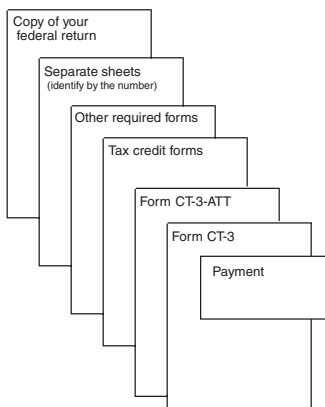 Copy of your
federal return
Separate sheets
(identify by the number)
Other required forms
Tax credit forms
Form CT-3-ATT
Form CT-3
Payment